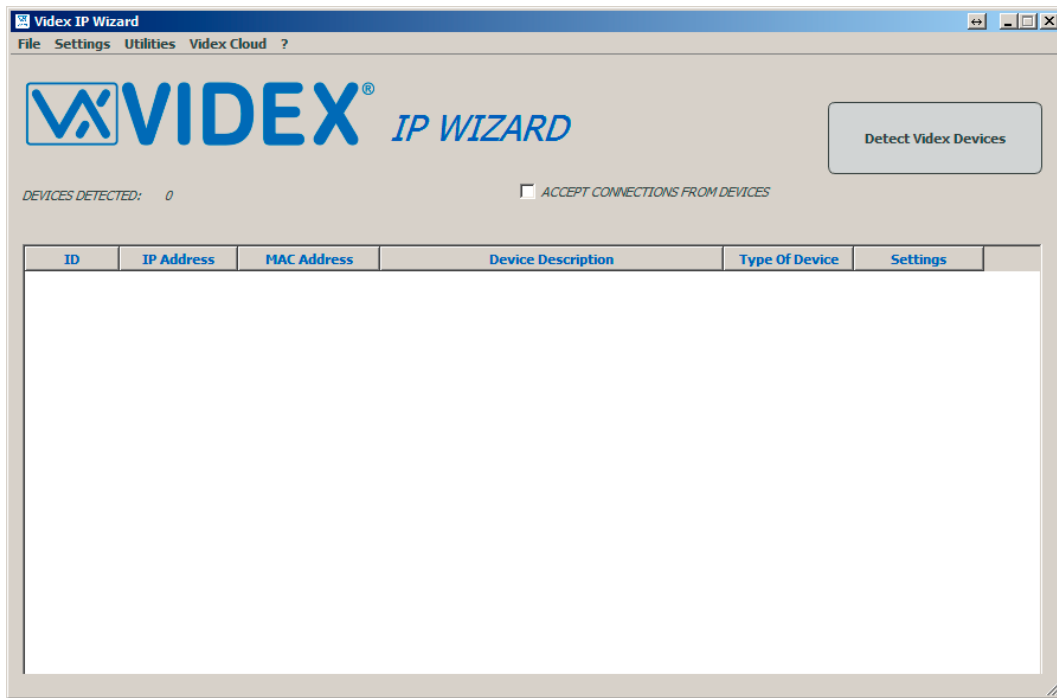 Videx IP Wizard
File Settings Utilities Videx Cloud ?
VIDEX® IP WIZARD
Detect Videx Devices
DEVICES DETECTED: 0
ACCEPT CONNECTIONS FROM DEVICES
ID IP Address MAC Address Device Description Type Of Device Settings